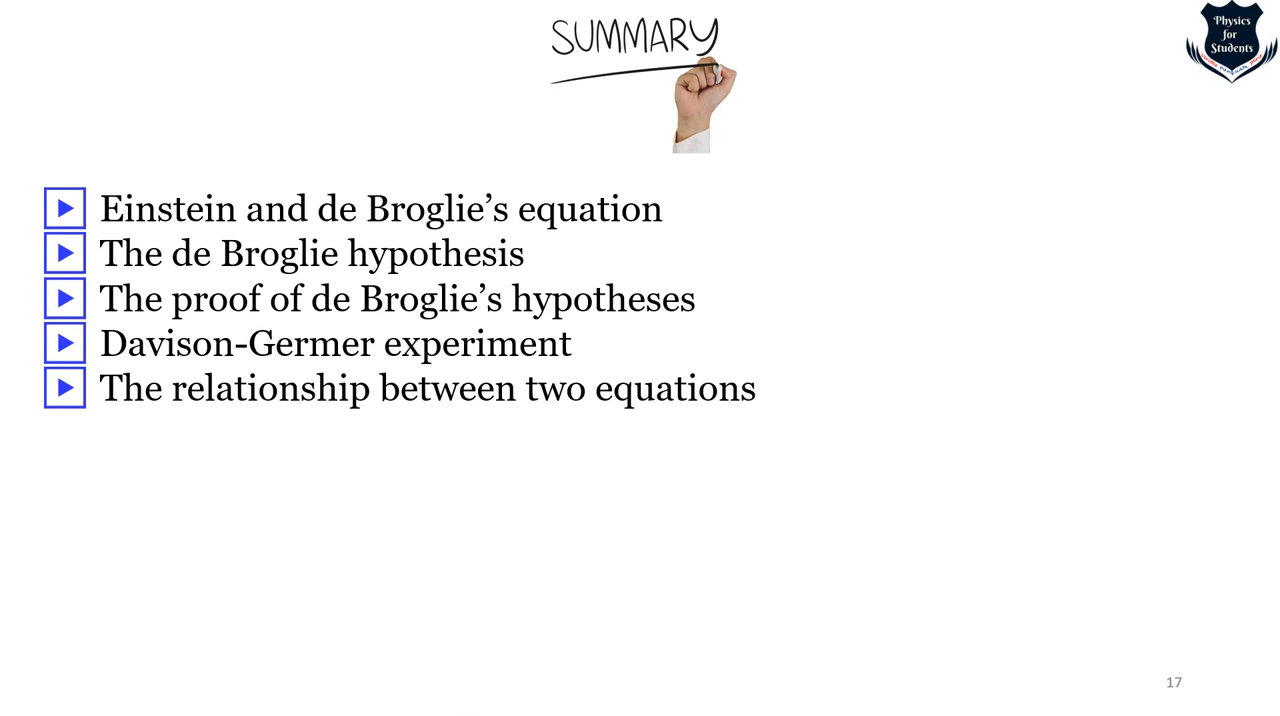 SUMMARY
Physics
for
Students
Einstein and de Broglie’s equation
The de Broglie hypothesis
The proof of de Broglie’s hypotheses
Davison-Germer experiment
The relationship between two equations
17